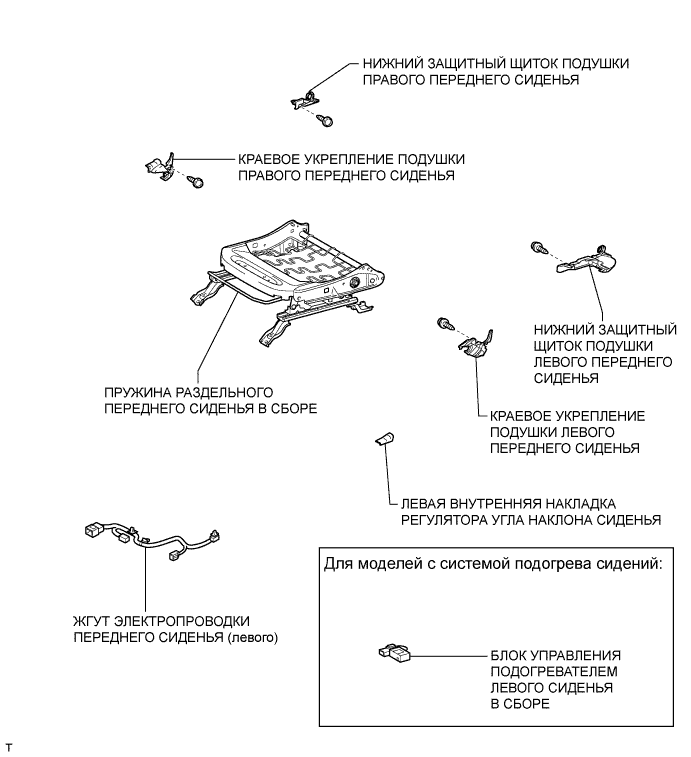 НИЖНИЙ ЗАЩИТНЫЙ ЩИТОК ПОДУШКИ
ПРАВОГО ПЕРЕДНЕГО СИДЕНЬЯ
КРАЕВОЕ УКРЕПЛЕНИЕ ПОДУШКИ
ПРАВОГО ПЕРЕДНЕГО СИДЕНЬЯ
НИЖНИЙ ЗАЩИТНЫЙ
ЩИТОК ПОДУШКИ
ЛЕВОГО ПЕРЕДНЕГО
СИДЕНЬЯ
ПРУЖИНА РАЗДЕЛЬНОГО
ПЕРЕДНЕГО СИДЕНЬЯ В СБОРЕ
КРАЕВОЕ УКРЕПЛЕНИЕ
ПОДУШКИ ЛЕВОГО
ПЕРЕДНЕГО СИДЕНЬЯ
ЛЕВАЯ ВНУТРЕННЯЯ НАКЛАДКА
РЕГУЛЯТОРА УГЛА НАКЛОНА СИДЕНЬЯ
Для моделей с системой подогрева сидений:
ЖГУТ ЭЛЕКТРОПРОВОДКИ
ПЕРЕДНЕГО СИДЕНЬЯ (левого)
БЛОК УПРАВЛЕНИЯ
ПОДОГРЕВАТЕЛЕМ
ЛЕВОГО СИДЕНЬЯ
В СБОРЕ
T